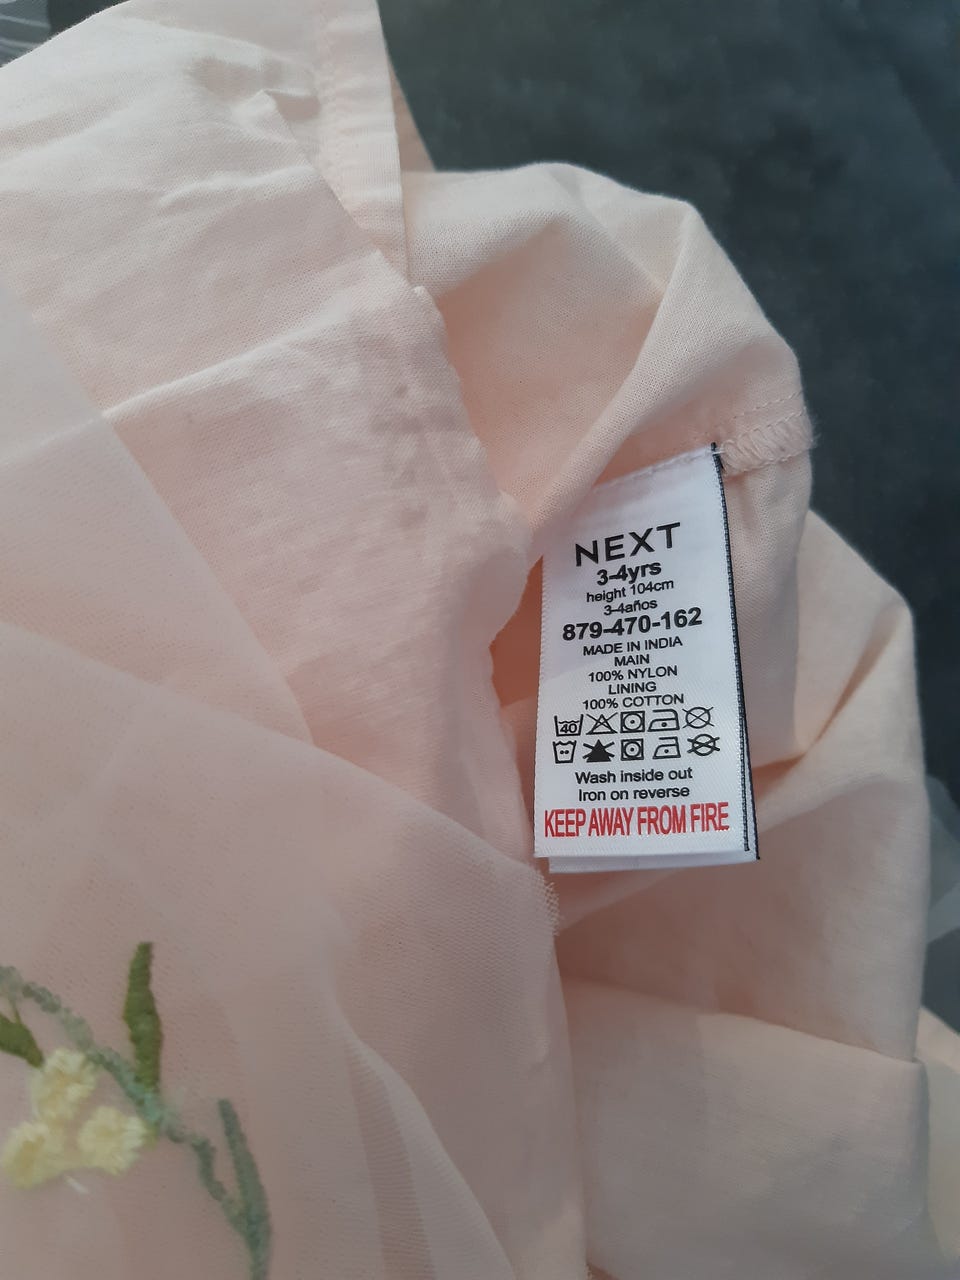 NEXT
3-4yrs
height 104cm
3-4años
879-470-162
MADE IN INDIA
MAIN
100% NYLON
LINING
100% COTTON
40
Wash inside out
Iron on reverse
KEEP AWAY FROM FIRE